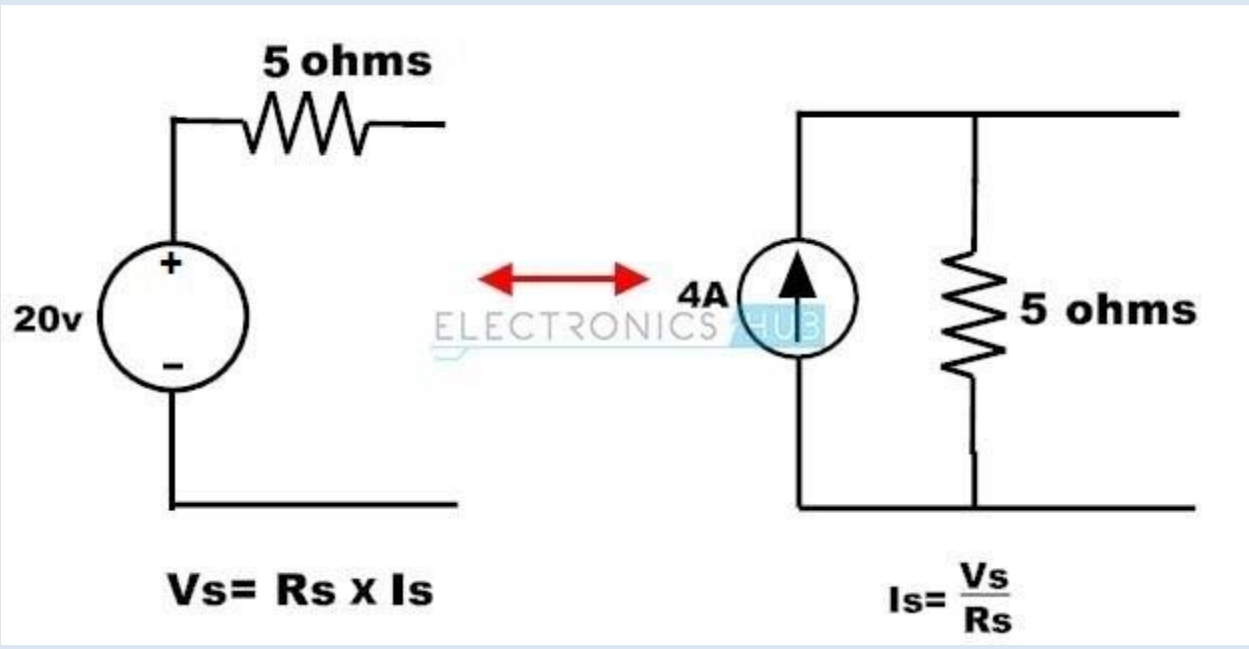 5 ohms
+
20v
−
Vs= Rs x Is
4A
ELECTRONICS HUB
5 ohms
Is= Vs
Rs